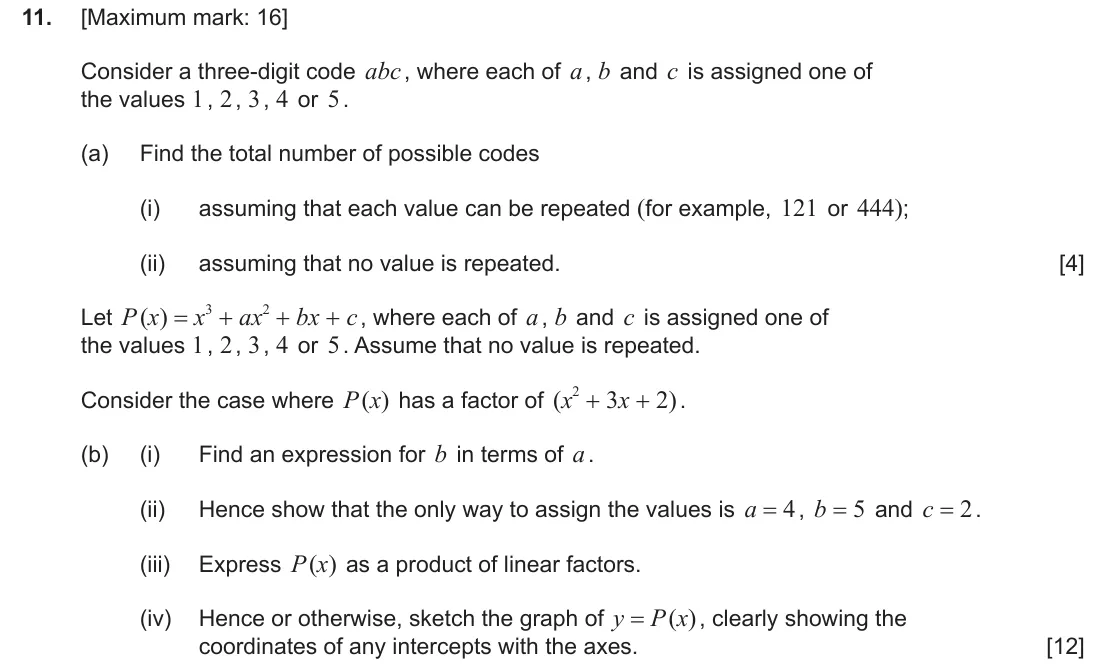 11. [Maximum mark: 16]
Consider a three-digit code abc, where each of a, b and c is assigned one of
the values 1, 2, 3, 4 or 5.
(a) Find the total number of possible codes
(i) assuming that each value can be repeated (for example, 121 or 444);
(ii) assuming that no value is repeated. [4]
Let P(x) = x³ + ax² + bx + c, where each of a, b and c is assigned one of
the values 1, 2, 3, 4 or 5. Assume that no value is repeated.
Consider the case where P(x) has a factor of (x² + 3x + 2).
(b) (i) Find an expression for b in terms of a.
(ii) Hence show that the only way to assign the values is a = 4, b = 5 and c = 2.
(iii) Express P(x) as a product of linear factors.
(iv) Hence or otherwise, sketch the graph of y = P(x), clearly showing the
coordinates of any intercepts with the axes. [12]